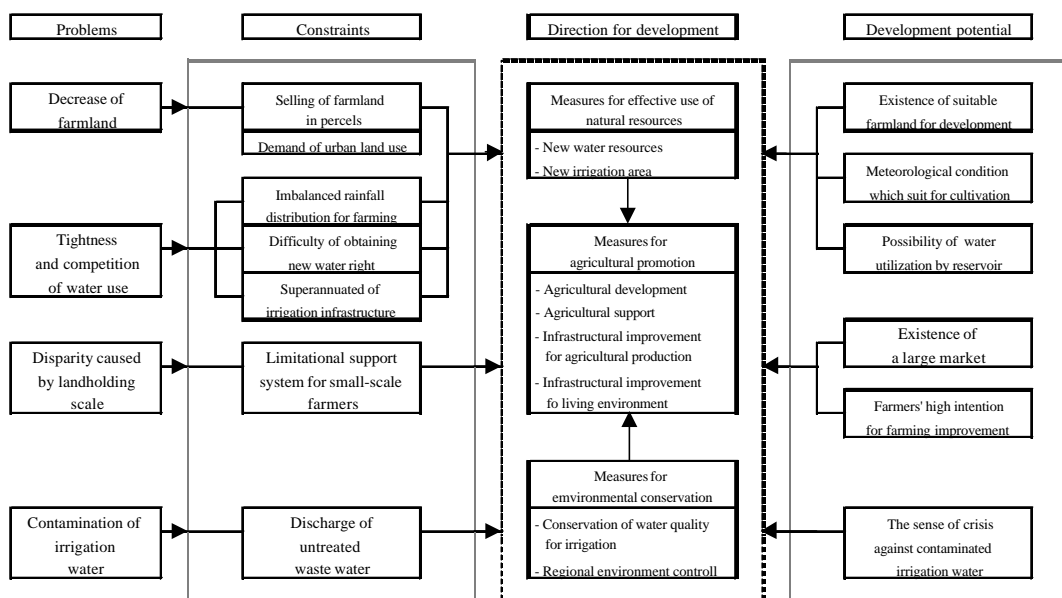 Problems
Constraints
Direction for development
Development potential
Decrease of
farmland
Tightness
and competition
of water use
Disparity caused
by landholding
scale
Contamination of
irrigation
water
Selling of farmland
in percels
Demand of urban land use
Imbalanced rainfall
distribution for farming
Difficulty of obtaining
new water right
Superannuated of
irrigation infrastructure
Limitational support
system for small-scale
farmers
Discharge of
untreated
waste water
Measures for effective use of
natural resources
- New water resources
- New irrigation area
Measures for
agricultural promotion
- Agricultural development
- Agricultural support
- Infrastructural improvement
for agricultural production
- Infrastructural improvement
fo living environment
Measures for
emvironmental conservation
- Conservation of water quality
for irrigation
- Regional environment controll
Existence of suitable
farmland for development
Meteorological condition
which suit for cultivation
Possibility of water
utilization by reservoir
Existence of
a large market
Farmers' high intention
for farming improvement
The sense of crisis
against contaminated
irrigation water